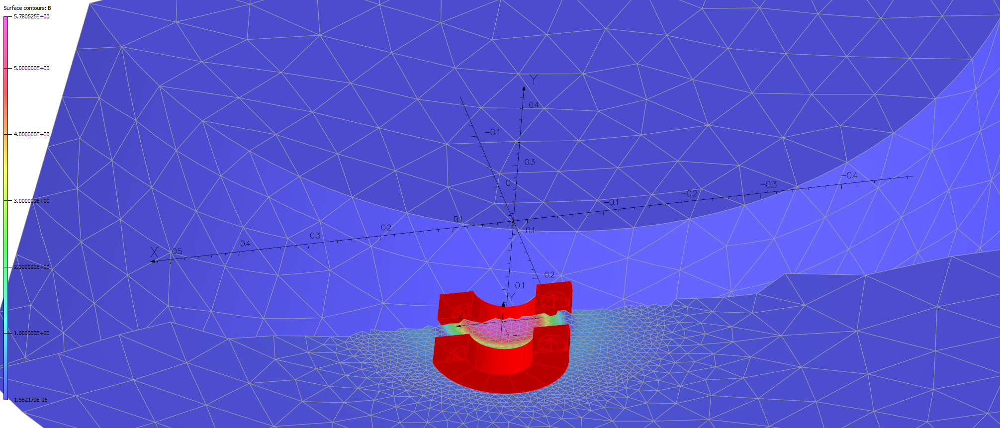 Surface contours: B
5.780525E+00
5.000000E+00
4.000000E+00
3.000000E+00
2.000000E+00
1.000000E+00
1.562170E-06
Y
0.4
-0.1
0.3
0
-0.4
-0.3
-0.2
-0.1
0.1
0.2
0.1
0.3
0.4
X
0.5
0.2
0.1
Y
X